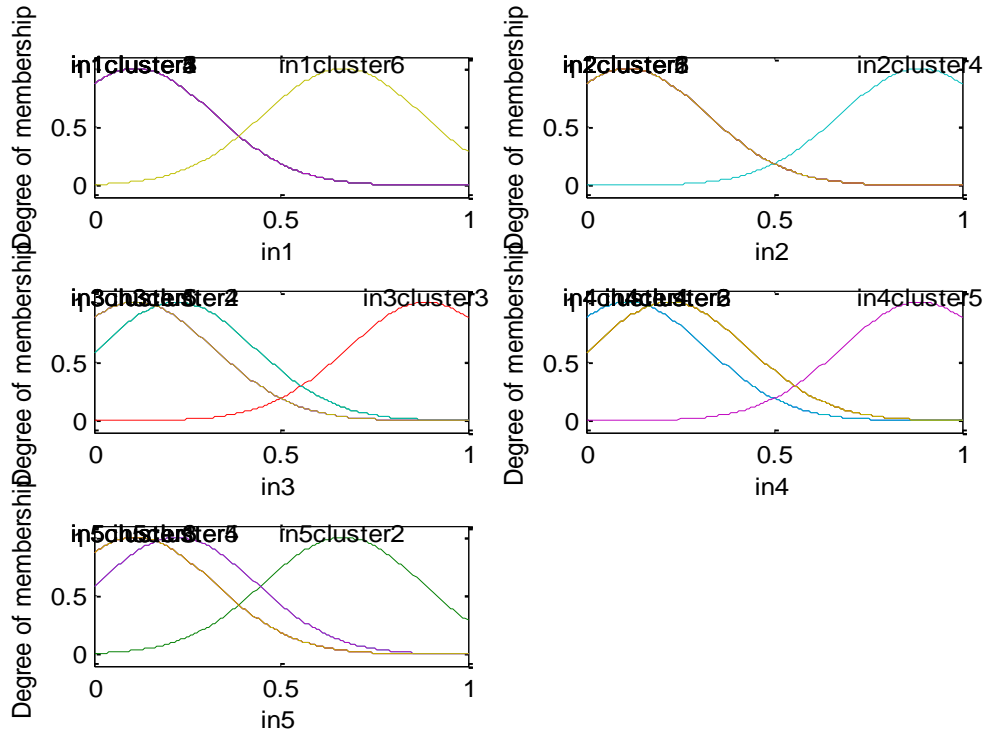 Degree of membership
1
0.5
0
in1cluster6
0 0.5 1
in1
Degree of membership
1
0.5
0
in2cluster4
0 0.5 1
in2
Degree of membership
1
0.5
0
in3cluster3
0 0.5 1
in3
Degree of membership
1
0.5
0
in4cluster5
0 0.5 1
in4
Degree of membership
1
0.5
0
in5cluster2
0 0.5 1
in5